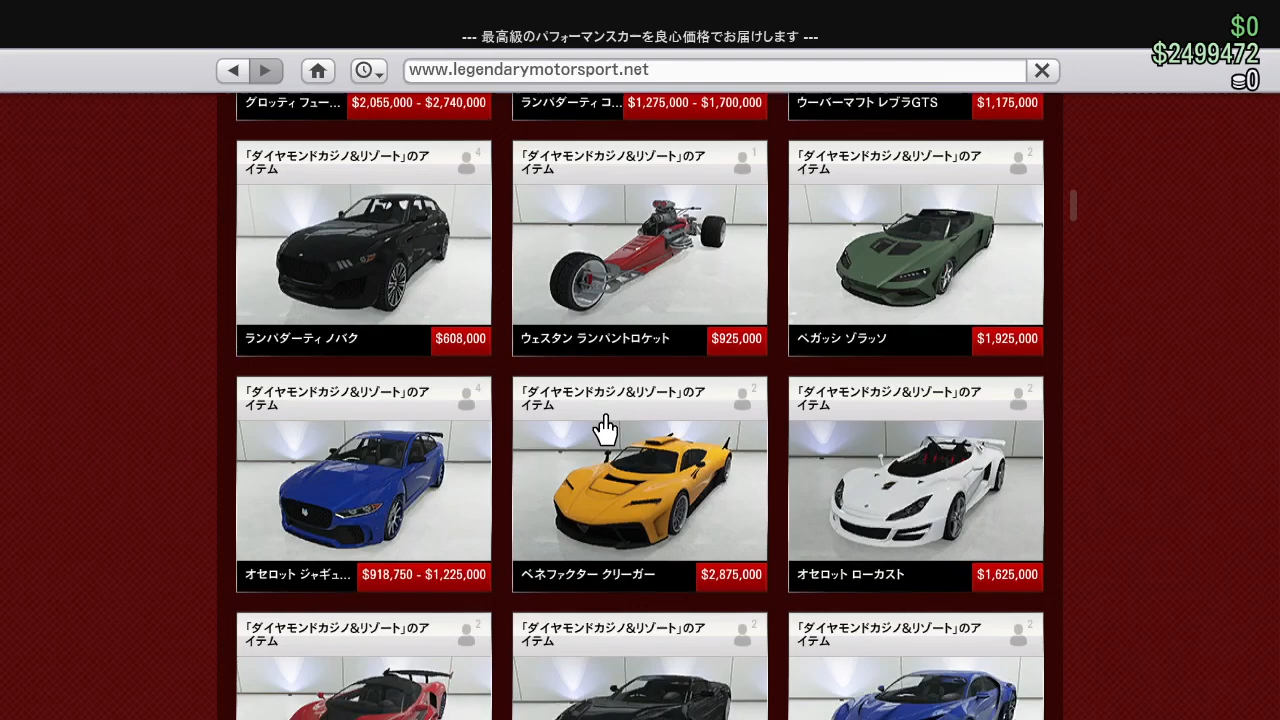 $0
--- 最高級のパフォーマンスカーを良心価格でお届けします ---
$2499472
www.legendarymotorsport.net
0
グロッティ フュー... $2,055,000 - $2,740,000
ランパダーティ コ... $1,275,000 - $1,700,000
ウーバーマフト レブラGTS $1,175,000
「ダイヤモンドカジノ&リゾート」のア
イテム
4
「ダイヤモンドカジノ&リゾート」のア
イテム
1
「ダイヤモンドカジノ&リゾート」のア
イテム
2
ランパダーティ ノバク $608,000
ウェスタン ランパントロケット $925,000
ペガッシ ゾラッソ $1,925,000
「ダイヤモンドカジノ&リゾート」のア
イテム
4
「ダイヤモンドカジノ&リゾート」のア
イテム
2
「ダイヤモンドカジノ&リゾート」のア
イテム
2
オセロット ジャギュ... $918,750 - $1,225,000
ベネファクター クリーガー $2,875,000
オセロット ローカスト $1,625,000
「ダイヤモンドカジノ&リゾート」のア
イテム
2
「ダイヤモンドカジノ&リゾート」のア
イテム
2
「ダイヤモンドカジノ&リゾート」のア
イテム
2